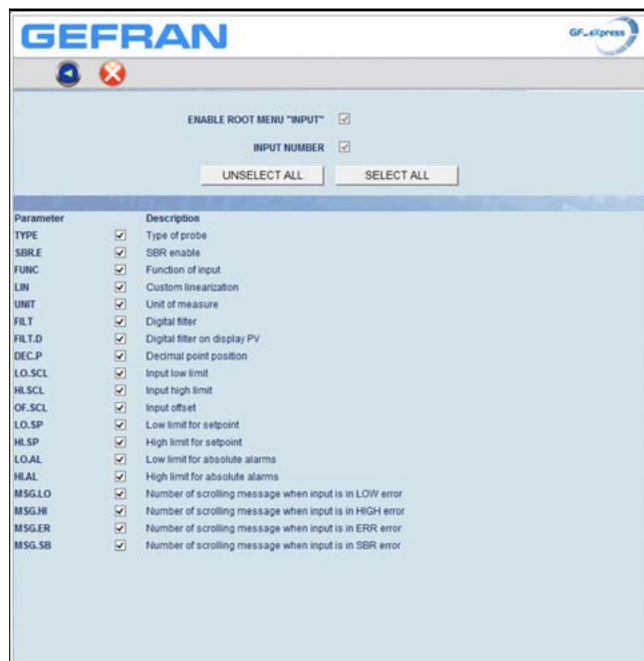 GEFRAN
GF_eXpress
ENABLE ROOT MENU "INPUT"
INPUT NUMBER
UNSELECT ALL SELECT ALL
Parameter Description
TYPE Type of probe
SBR.E SBR enable
FUNC Function of input
LIN Custom linearization
UNIT Unit of measure
FILT Digital filter
FILT.D Digital filter on display PV
DEC.P Decimal point position
LO.SCL Input low limit
HI.SCL Input high limit
OF.SCL Input offset
LO.SP Low limit for setpoint
HI.SP High limit for setpoint
LO.AL Low limit for absolute alarms
HI.AL High limit for absolute alarms
MSG.LO Number of scrolling message when input is in LOW error
MSG.HI Number of scrolling message when input is in HIGH error
MSG.ER Number of scrolling message when input is in ERR error
MSG.SB Number of scrolling message when input is in SBR error